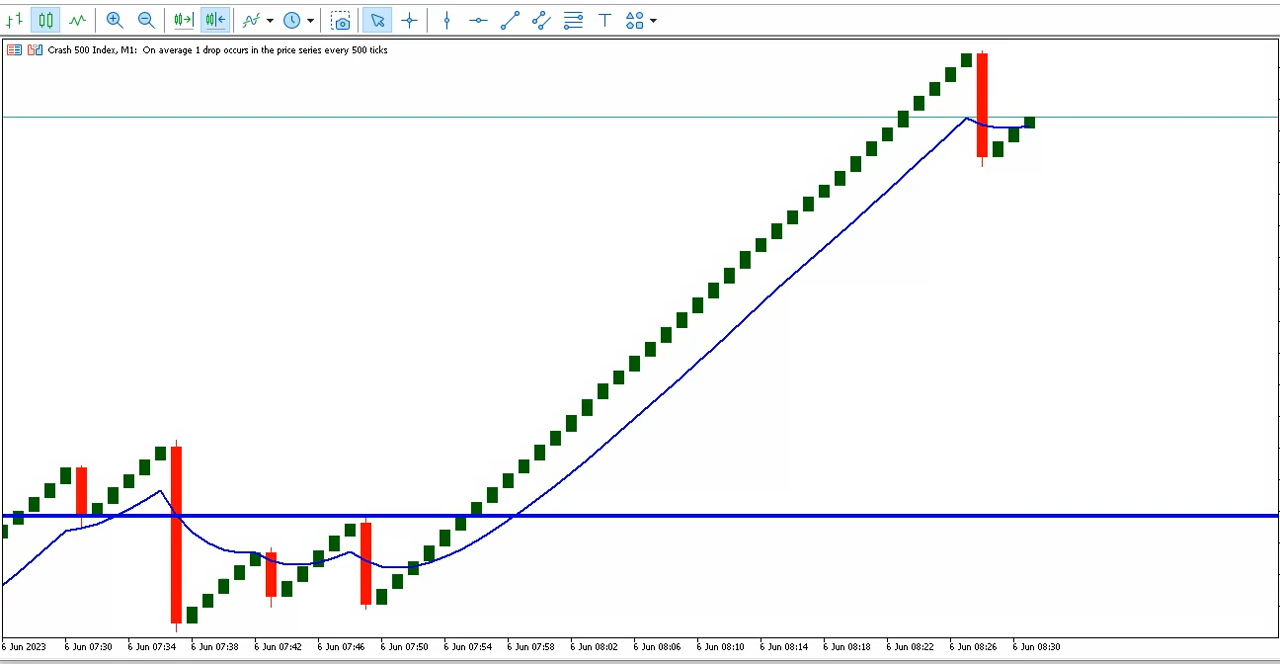 T
Crash 500 Index, M1: On average 1 drop occurs in the price series every 500 ticks
6 Jun 2023 6 Jun 07:30 6 Jun 07:34 6 Jun 07:38 6 Jun 07:42 6 Jun 07:46 6 Jun 07:50 6 Jun 07:54 6 Jun 07:58 6 Jun 08:02 6 Jun 08:06 6 Jun 08:10 6 Jun 08:14 6 Jun 08:18 6 Jun 08:22 6 Jun 08:26 6 Jun 08:30